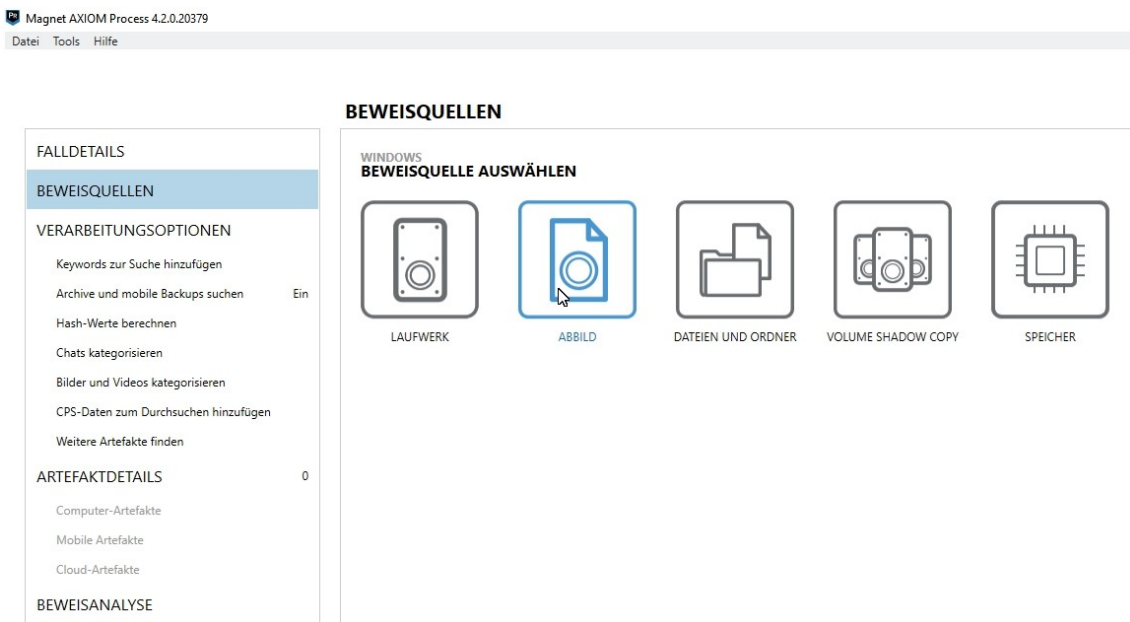 Magnet AXIOM Process 4.2.0.20379
Datei Tools Hilfe
BEWEISQUELLEN
FALLDETAILS
BEWEISQUELLEN
VERARBEITUNGSOPTIONEN
Keywords zur Suche hinzufügen
Archive und mobile Backups suchen Ein
Hash-Werte berechnen
Chats kategorisieren
Bilder und Videos kategorisieren
CPS-Daten zum Durchsuchen hinzufügen
Weitere Artefakte finden
ARTEFAKTDETAILS 0
Computer-Artefakte
Mobile Artefakte
Cloud-Artefakte
BEWEISANALYSE
WINDOWS
BEWEISQUELLE AUSWÄHLEN
LAUFWERK ABBILD DATEIEN UND ORDNER VOLUME SHADOW COPY SPEICHER